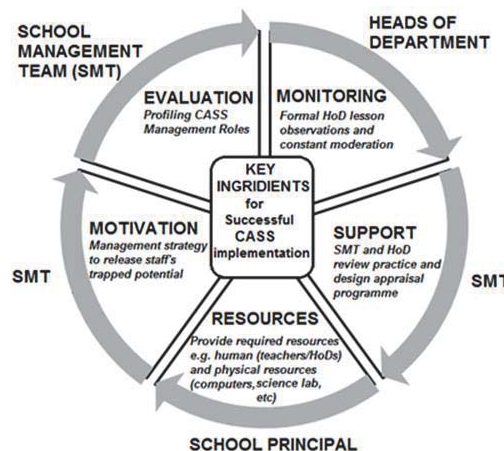 SCHOOL
MANAGEMENT
TEAM (SMT)
HEADS OF
DEPARTMENT
EVALUATION
Profiling CASS
Management Roles
MONITORING
Formal HoD lesson
observations and
constant moderation
KEY
INGRIDIENTS
for
Successful
CASS
implementation
MOTIVATION
Management strategy
to release staff's
trapped potential
SUPPORT
SMT and HoD
review practice and
design appraisal
programme
SMT
SMT
RESOURCES
Provide required resources
e.g. human (teachers/HoDs)
and physical resources
(computers,science lab,
etc)
SCHOOL PRINCIPAL